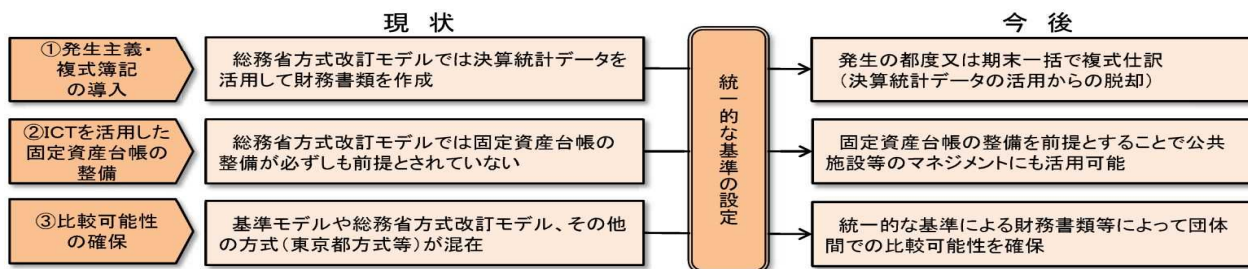 現 状
今 後
①発生主義・
複式簿記
の導入
総務省方式改訂モデルでは決算統計データを
活用して財務書類を作成
発生の都度又は期末一括で複式仕訳
(決算統計データの活用からの脱却)
②ICTを活用した
固定資産台帳の
整備
総務省方式改訂モデルでは固定資産台帳の
整備が必ずしも前提とされていない
統一的な基準の設定
固定資産台帳の整備を前提とすることで公共
施設等のマネジメントにも活用可能
③比較可能性
の確保
基準モデルや総務省方式改訂モデル、その他
の方式(東京都方式等)が混在
統一的な基準による財務書類等によって団体
間での比較可能性を確保